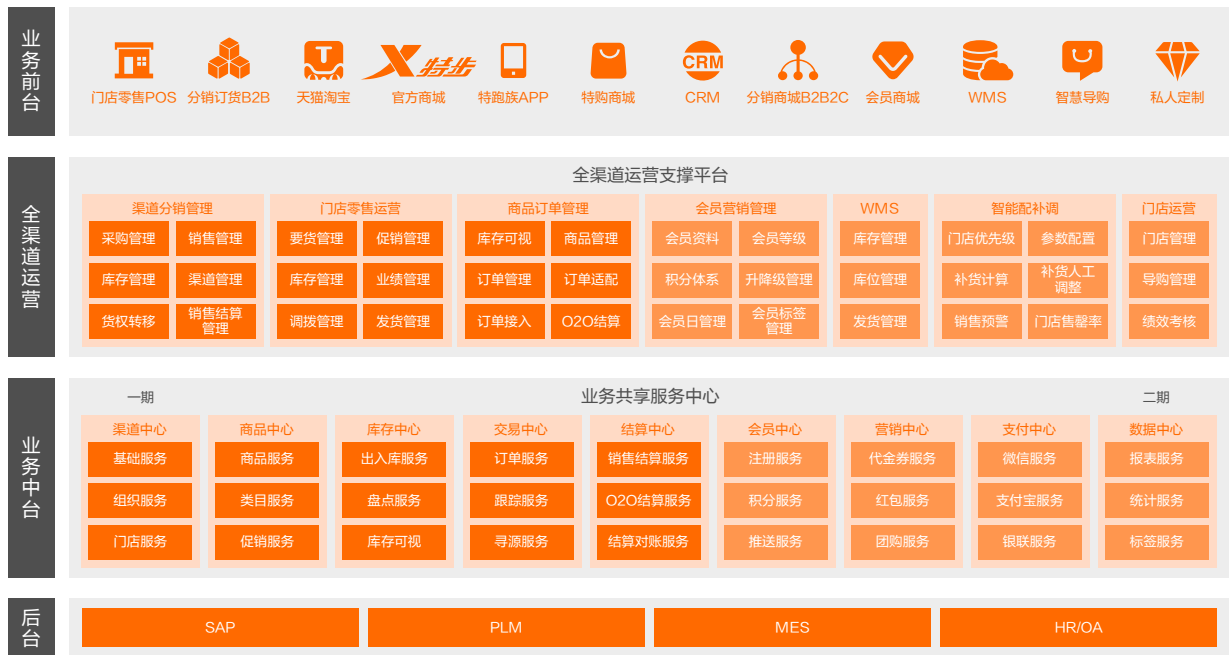 业务前台
T
特步
CRM
门店零售POS
分销订货B2B
天猫淘宝
官方商城
特跑族APP
特购商城
CRM
分销商城B2B2C
会员商城
WMS
智慧导购
私人定制
全渠道运营
全渠道运营支撑平台
渠道分销管理
门店零售运营
商品订单管理
会员营销管理
WMS
智能配补调
门店运营
采购管理
销售管理
要货管理
促销管理
库存可视
商品管理
会员资料
会员等级
库存管理
门店优先级
参数配置
门店管理
库存管理
渠道管理
库存管理
业绩管理
订单管理
订单适配
积分体系
升降级管理
库位管理
补货计算
补货人工
调整
导购管理
货权转移
销售结算
管理
调拨管理
发货管理
订单接入
O2O结算
会员日管理
会员标签
管理
发货管理
销售预警
门店售罄率
绩效考核
业务中台
一期
业务共享服务中心
二期
渠道中心
商品中心
库存中心
交易中心
结算中心
会员中心
营销中心
支付中心
数据中心
基础服务
商品服务
出入库服务
订单服务
销售结算服务
注册服务
代金券服务
微信服务
报表服务
组织服务
类目服务
盘点服务
跟踪服务
O2O结算服务
积分服务
红包服务
支付宝服务
统计服务
门店服务
促销服务
库存可视
寻源服务
结算对账服务
推送服务
团购服务
银联服务
标签服务
后台
SAP
PLM
MES
HR/OA